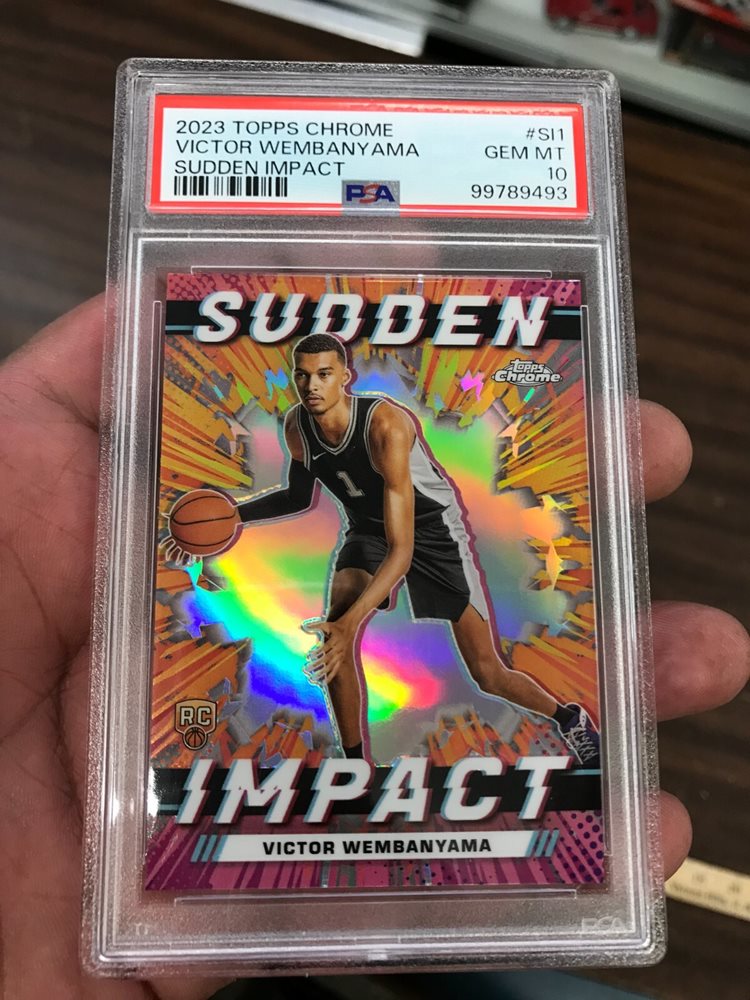 2023 TOPPS CHROME #SI1
VICTOR WEMBANYAMA GEM MT
SUDDEN IMPACT 10
PSA 99789493
SUDDEN
Topps
Chrome
1
RC
IMPACT
VICTOR WEMBANYAMA
PSA